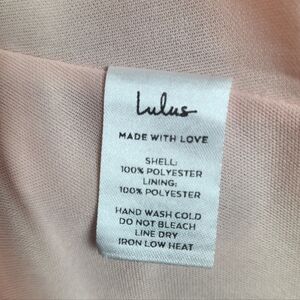 Lulus
MADE WITH LOVE
SHELL:
100% POLYESTER
LINING:
100% POLYESTER
HAND WASH COLD
DO NOT BLEACH
LINE DRY
IRON LOW HEAT